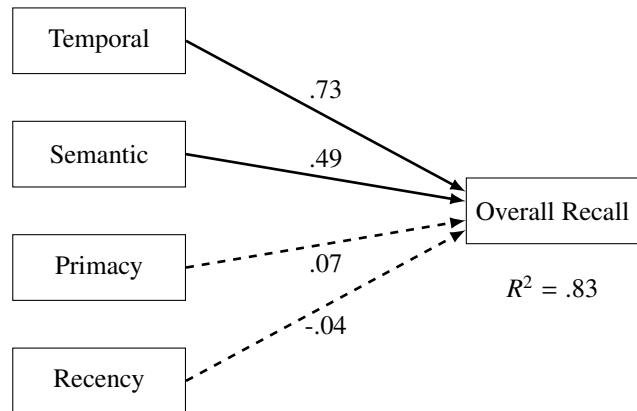 Temporal
.73
Semantic
.49
Overall Recall
Primacy
.07
R² = .83
-.04
Recency